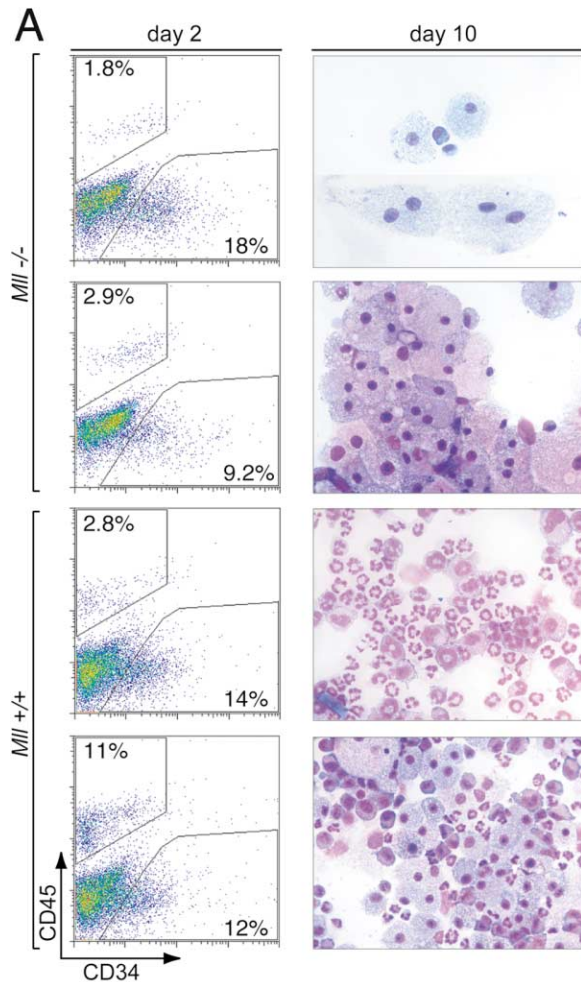 A
day 2
day 10
Mll -/-
1.8%
18%
2.9%
9.2%
Mll +/+
2.8%
14%
11%
12%
CD45
CD34